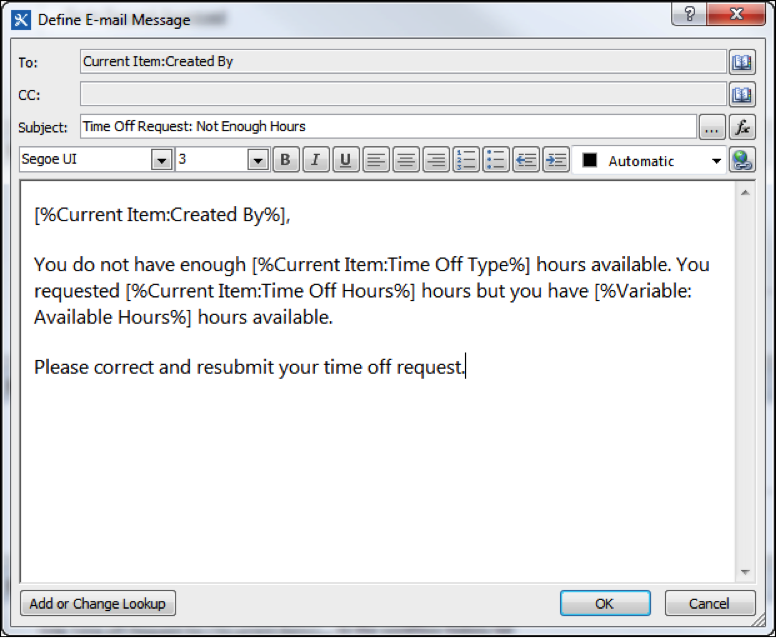 Define E-mail Message
?
X
To:
Current Item:Created By
CC:
Subject:
Time Off Request: Not Enough Hours
...
fx
Segoe UI
3
B
I
U
Automatic
[%Current Item:Created By%],
You do not have enough [%Current Item:Time Off Type%] hours available. You
requested [%Current Item:Time Off Hours%] hours but you have [%Variable:
Available Hours%] hours available.
Please correct and resubmit your time off request.
Add or Change Lookup
OK
Cancel